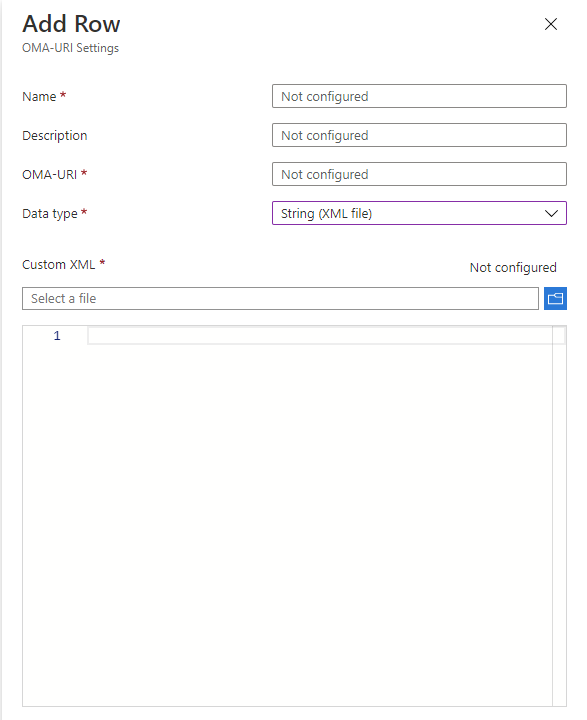 Add Row
OMA-URI Settings
Name *
Not configured
Description
Not configured
OMA-URI *
Not configured
Data type *
String (XML file)
Custom XML *
Not configured
Select a file
1